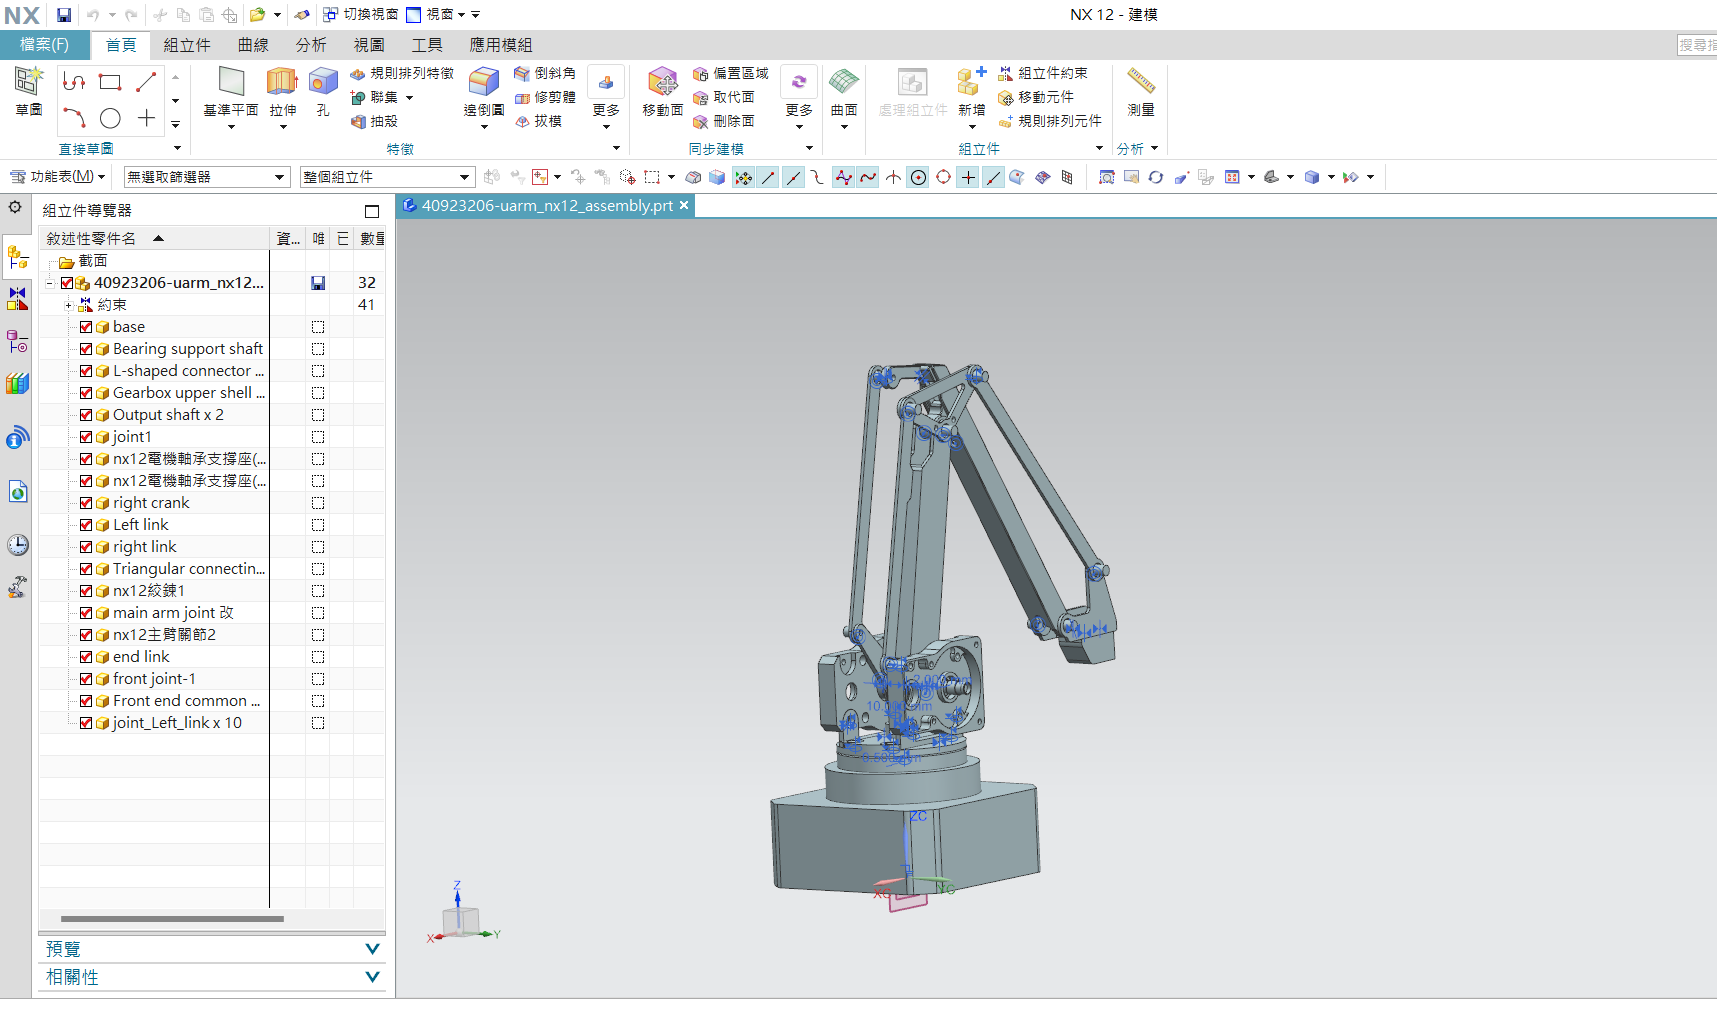 NX
切換視窗 視窗
NX 12 - 建模
檔案(F) 首頁 組立件 曲線 分析 視圖 工具 應用模組
搜尋指
草圖
直接草圖
基準平面 拉伸 孔
規則排列特徵
聯集
抽殼
邊倒圓
倒斜角
修剪體
拔模
更多
特徵
移動面
偏置區域
取代面
刪除面
更多
同步建模
曲面
處理組立件 新增
組立件約束
移動元件
規則排列元件
組立件
測量
分析
功能表(M) 無選取篩選器 整個組立件
組立件導覽器
40923206-uarm_nx12_assembly.prt
敘述性零件名 資... 唯 已 數量
截面
40923206-uarm_nx12... 32
約束 41
base
Bearing support shaft
L-shaped connector ...
Gearbox upper shell ...
Output shaft x 2
joint1
nx12電機軸承支撐座(...
nx12電機軸承支撐座(...
right crank
Left link
right link
Triangular connectin...
nx12絞鍊1
main arm joint 改
nx12主臂關節2
end link
front joint-1
Front end common ...
joint_Left_link x 10
預覽
相關性
ZC
XC
YC
Z
X
Y